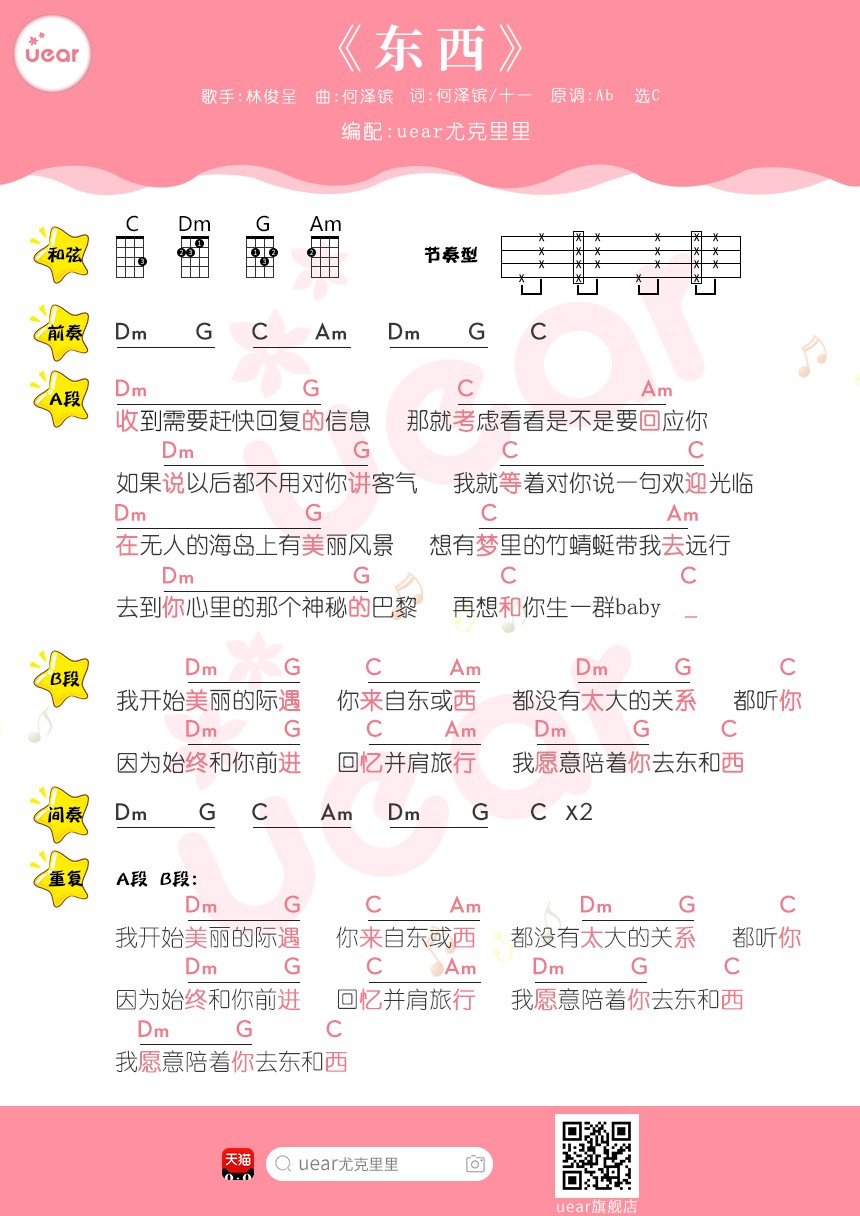 uear
《东西》
歌手:林俊呈 曲:何泽镔 词:何泽镔/十一 原调:Ab 选C
编配:uear尤克里里
和弦 C Dm G Am 节奏型
前奏 Dm G C Am Dm G C
A段
Dm G C Am
收到需要赶快回复的信息 那就考虑看看是不是要回应你
Dm G C C
如果说以后都不用对你讲客气 我就等着对你说一句欢迎光临
Dm G C Am
在无人的海岛上有美丽风景 想有梦里的竹蜻蜓带我去远行
Dm G C C
去到你心里的那个神秘的巴黎 再想和你生一群baby _
B段
Dm G C Am Dm G C
我开始美丽的际遇 你来自东或西 都没有太大的关系 都听你
Dm G C Am Dm G C
因为始终和你前进 回忆并肩旅行 我愿意陪着你去东和西
间奏 Dm G C Am Dm G C X2
重复 A段 B段:
Dm G C Am Dm G C
我开始美丽的际遇 你来自东或西 都没有太大的关系 都听你
Dm G C Am Dm G C
因为始终和你前进 回忆并肩旅行 我愿意陪着你去东和西
Dm G C
我愿意陪着你去东和西
天猫 uear尤克里里
uear旗舰店